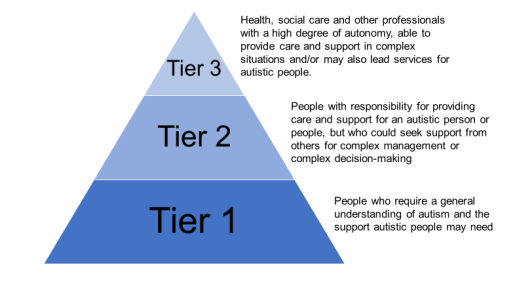 Health, social care and other professionals
with a high degree of autonomy, able to
provide care and support in complex
situations and/or may also lead services for
autistic people.
Tier 3
People with responsibility for providing
care and support for an autistic person or
people, but who could seek support from
others for complex management or
complex decision-making
Tier 2
People who require a general
understanding of autism and the
support autistic people may need
Tier 1